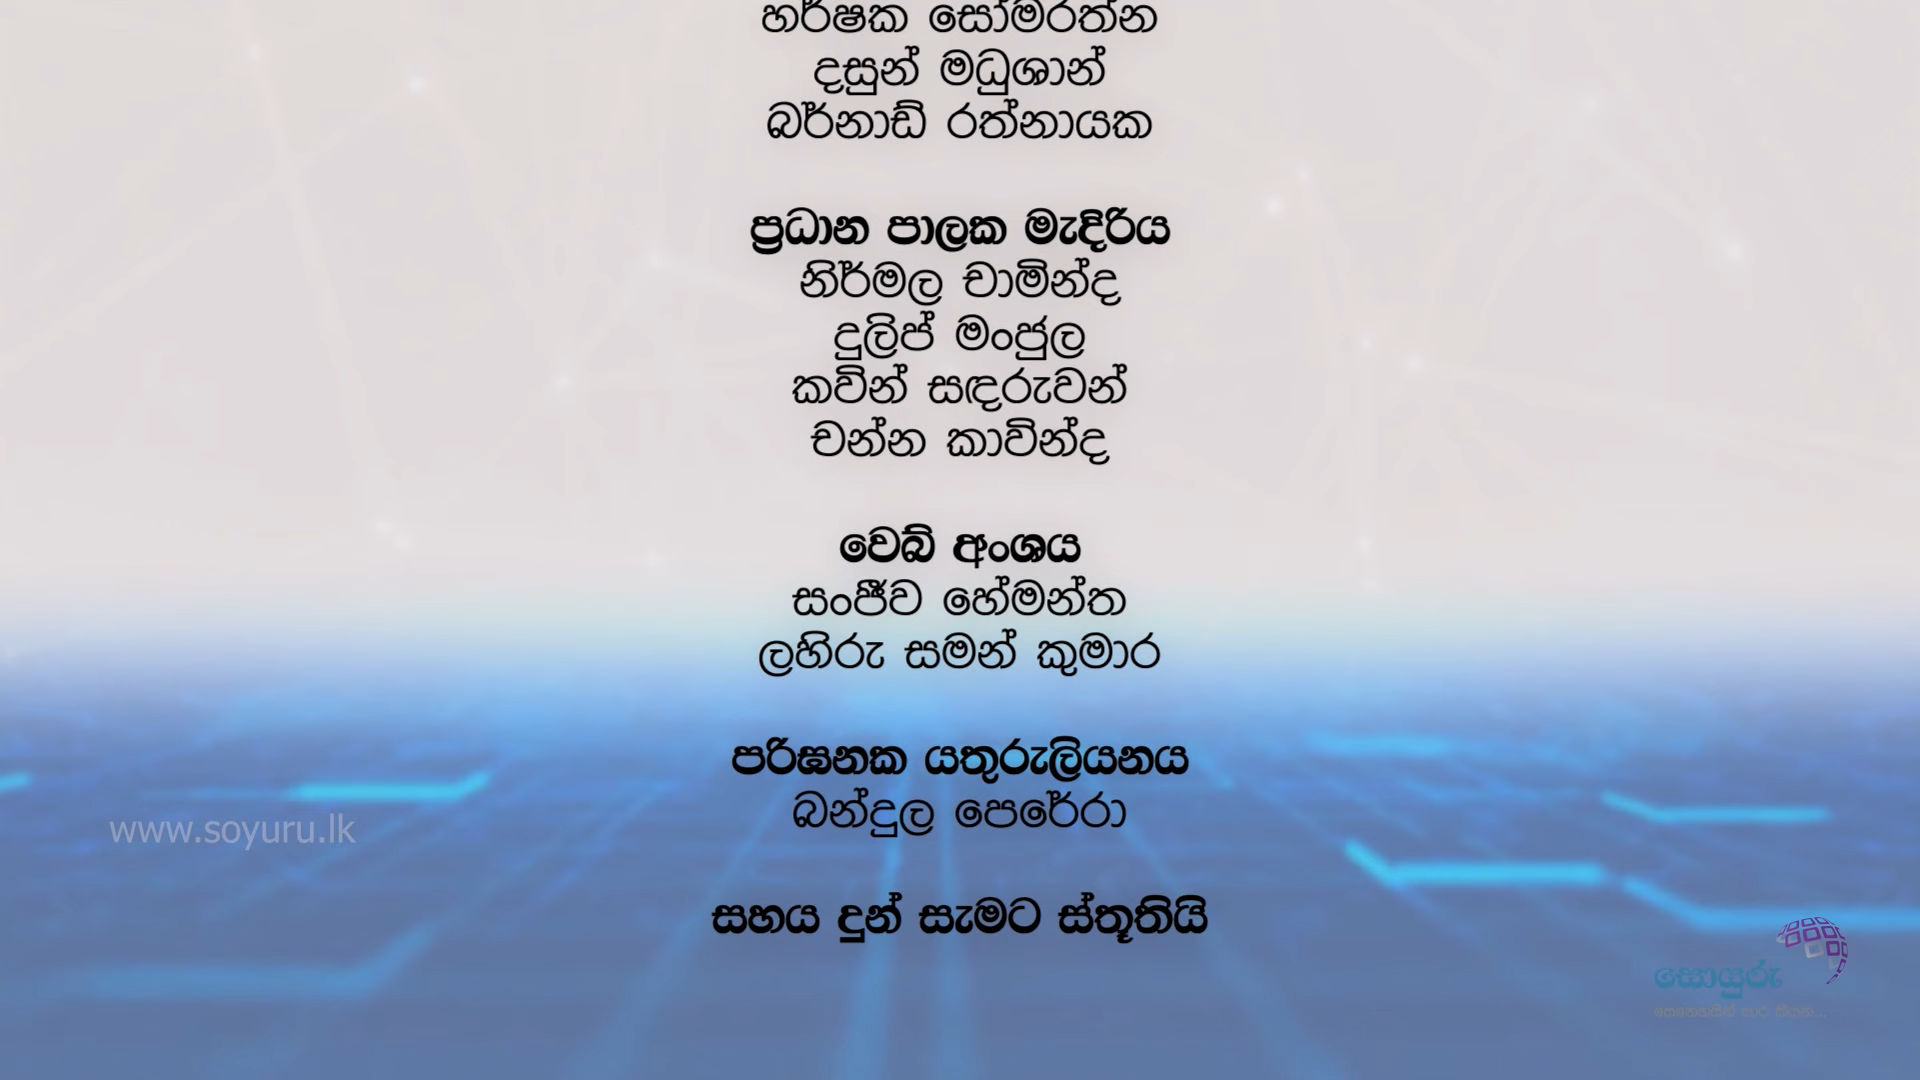 හර්ෂක සෝමරත්න
දසුන් මධුශාන්
බර්නාඩ් රත්නායක
ප්‍රධාන පාලක මැදිරිය
නිර්මල චාමින්ද
දුලිප් මංජුල
කවින් සඳරුවන්
චන්න කාවින්ද
වෙබ් අංශය
සංජීව හේමන්ත
ලහිරු සමන් කුමාර
පරිඝනක යතුරුලියනය
බන්දුල පෙරේරා
www.soyuru.lk
සහය දුන් සැමට ස්තූතියි
සොයුරු